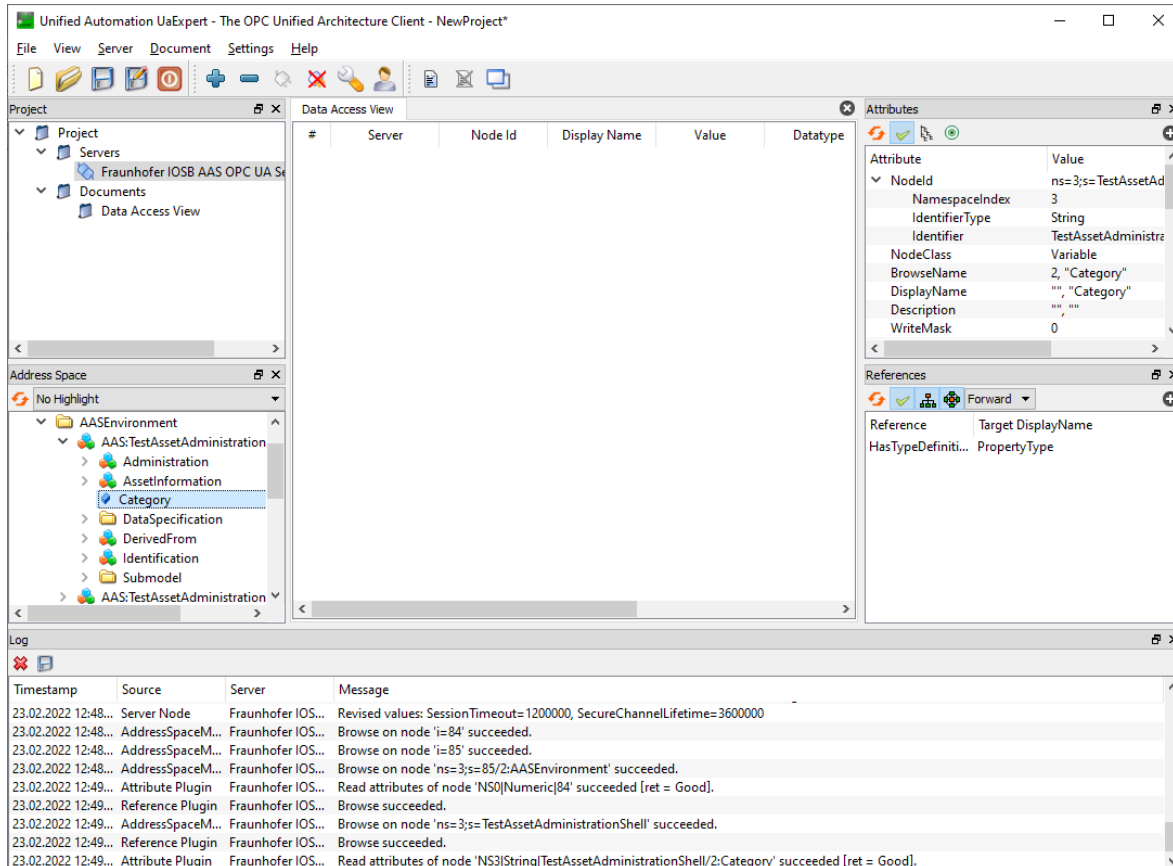 Unified Automation UaExpert - The OPC Unified Architecture Client - NewProject*
File View Server Document Settings Help
Project
Project
Servers
Fraunhofer IOSB AAS OPC UA Se
Documents
Data Access View
Data Access View
# Server Node Id Display Name Value Datatype
Attributes
Attribute Value
NodeId ns=3;s=TestAssetAd
NamespaceIndex 3
IdentifierType String
Identifier TestAssetAdministra
NodeClass Variable
BrowseName 2, "Category"
DisplayName "", "Category"
Description "", ""
WriteMask 0
Address Space
No Highlight
AASEnvironment
AAS:TestAssetAdministration
Administration
AssetInformation
Category
DataSpecification
DerivedFrom
Identification
Submodel
AAS:TestAssetAdministration
References
Forward
Reference Target DisplayName
HasTypeDefiniti... PropertyType
Log
Timestamp Source Server Message
23.02.2022 12:48... Server Node Fraunhofer IOS... Revised values: SessionTimeout=1200000, SecureChannelLifetime=3600000
23.02.2022 12:48... AddressSpaceM... Fraunhofer IOS... Browse on node 'i=84' succeeded.
23.02.2022 12:48... AddressSpaceM... Fraunhofer IOS... Browse on node 'i=85' succeeded.
23.02.2022 12:48... AddressSpaceM... Fraunhofer IOS... Browse on node 'ns=3;s=85/2:AASEnvironment' succeeded.
23.02.2022 12:49... Attribute Plugin Fraunhofer IOS... Read attributes of node 'NS0|Numeric|84' succeeded [ret = Good].
23.02.2022 12:49... Reference Plugin Fraunhofer IOS... Browse succeeded.
23.02.2022 12:49... AddressSpaceM... Fraunhofer IOS... Browse on node 'ns=3;s=TestAssetAdministrationShell' succeeded.
23.02.2022 12:49... Reference Plugin Fraunhofer IOS... Browse succeeded.
23.02.2022 12:49... Attribute Plugin Fraunhofer IOS... Read attributes of node 'NS3|String|TestAssetAdministrationShell/2:Category' succeeded [ret = Good].